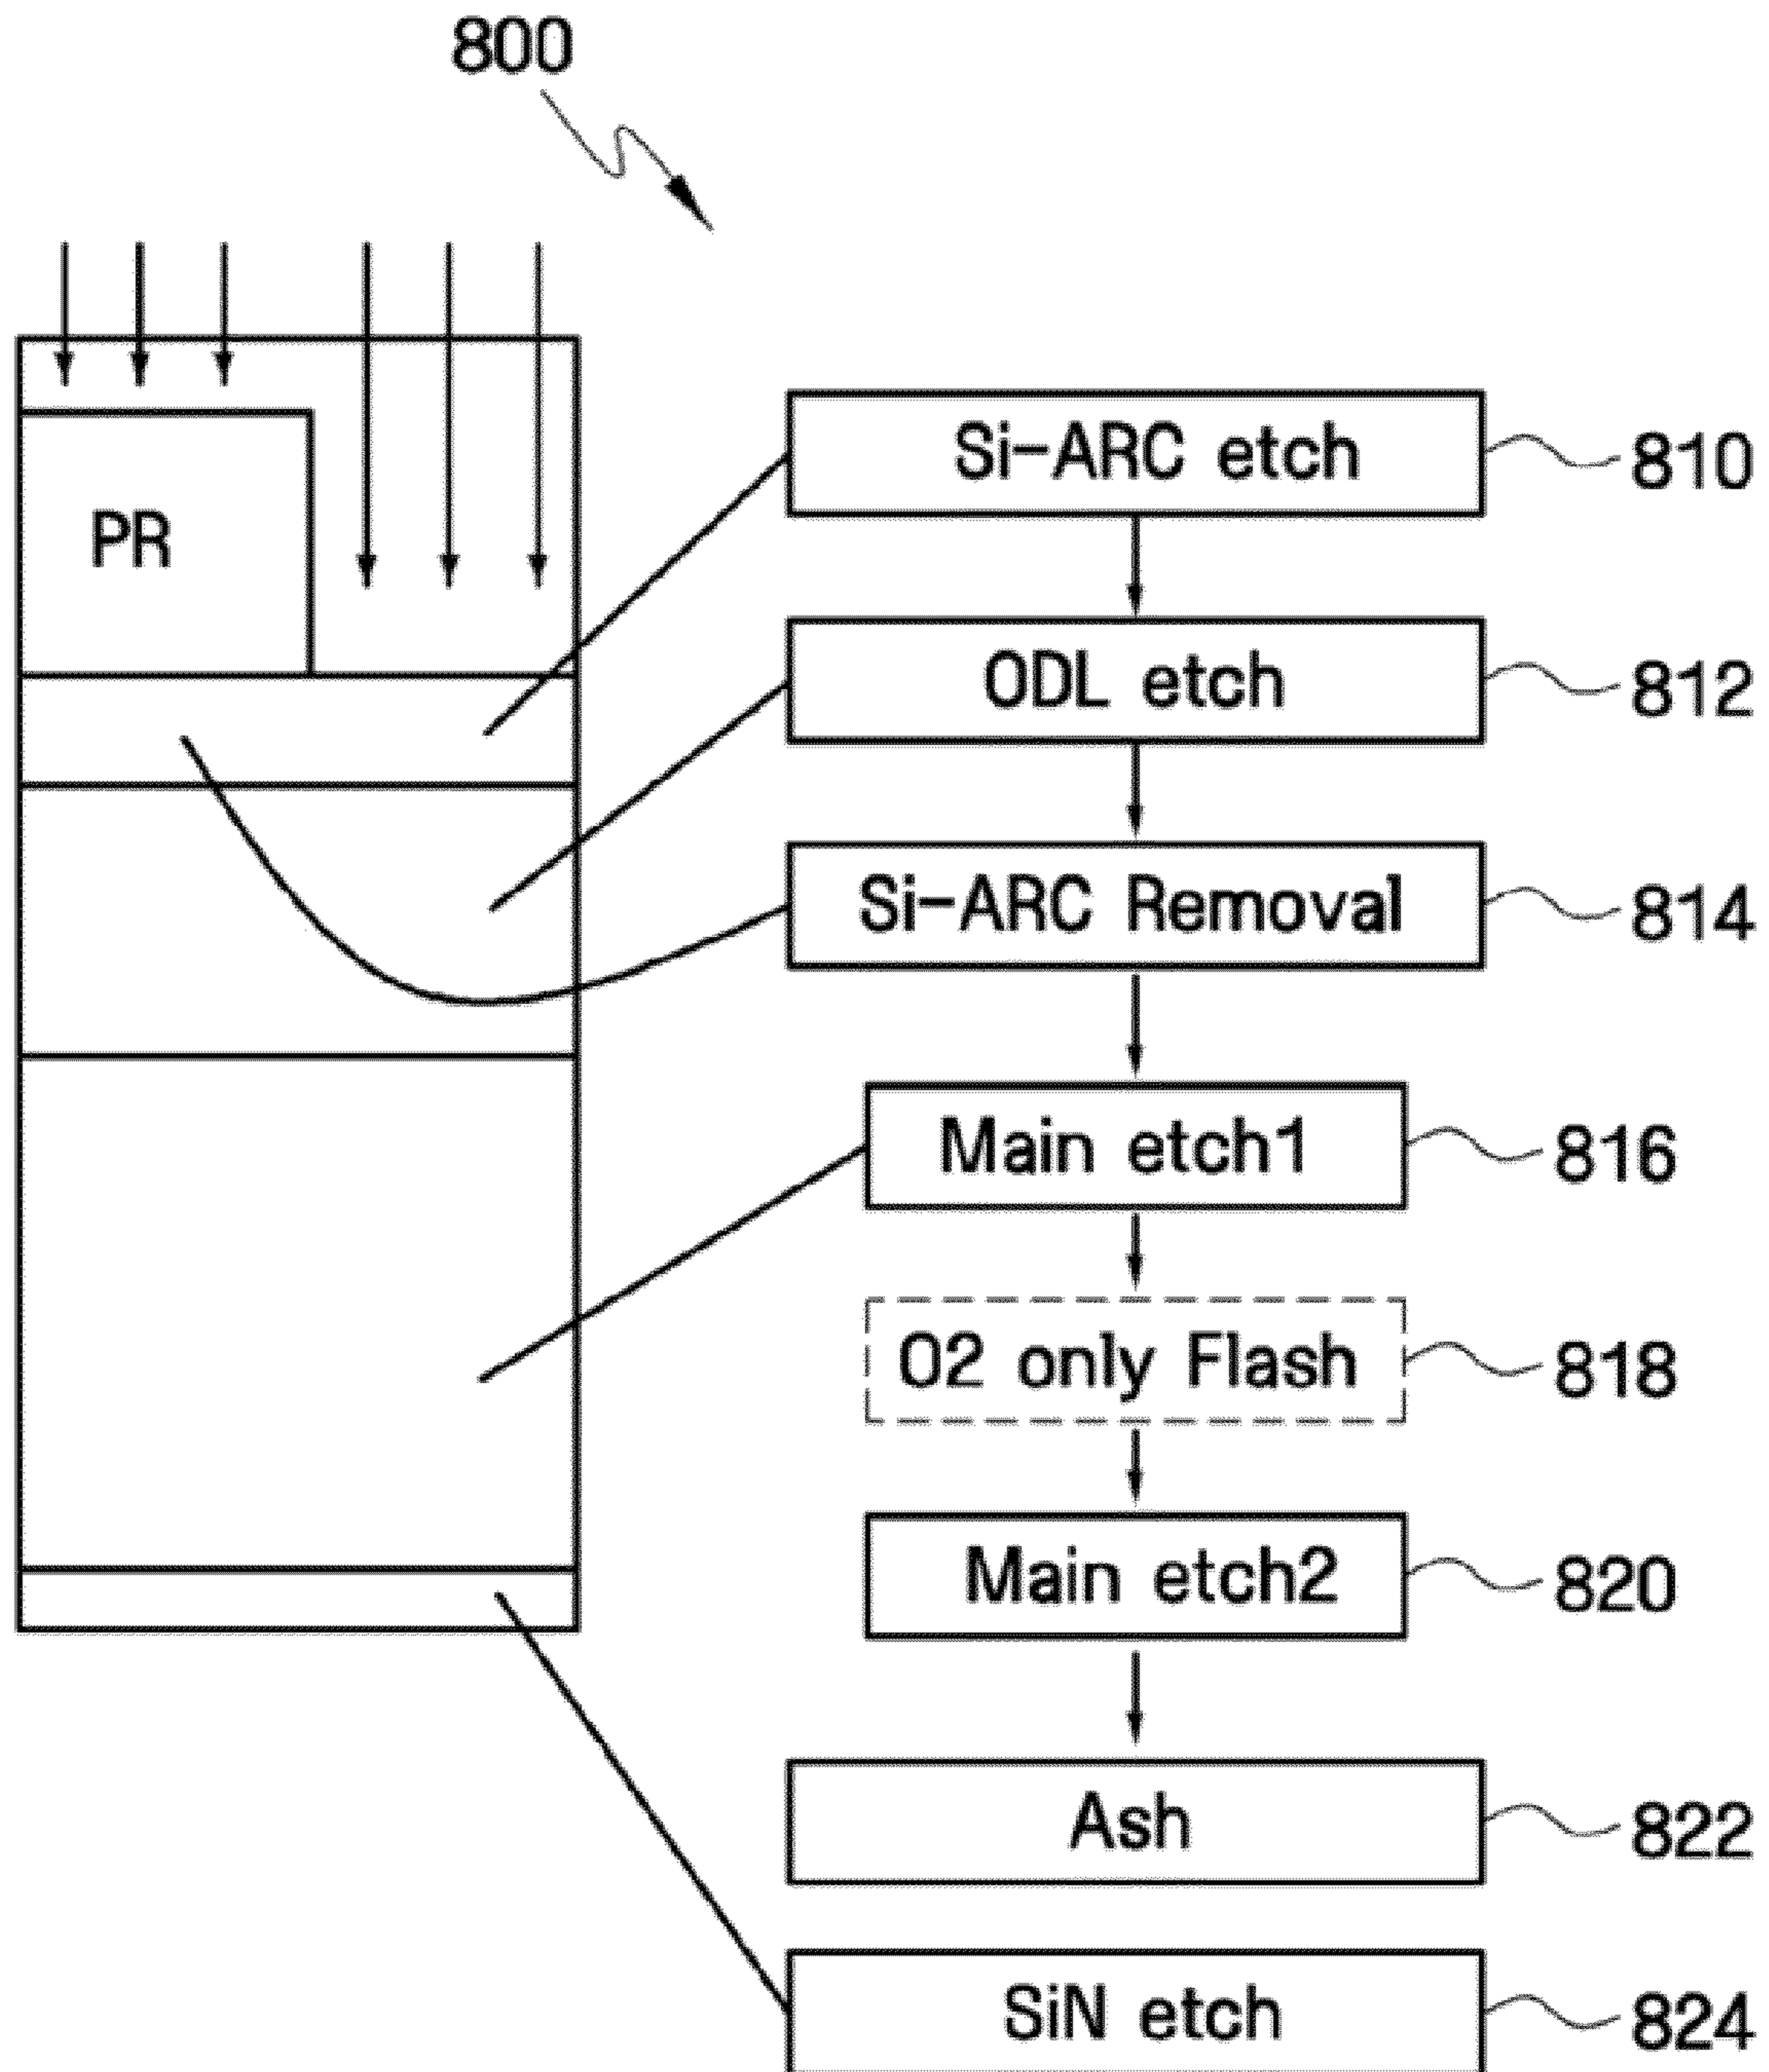 800
PR
Si-ARC etch
810
ODL etch
812
Si-ARC Removal
814
Main etch1
816
O2 only Flash
818
Main etch2
820
Ash
822
SiN etch
824